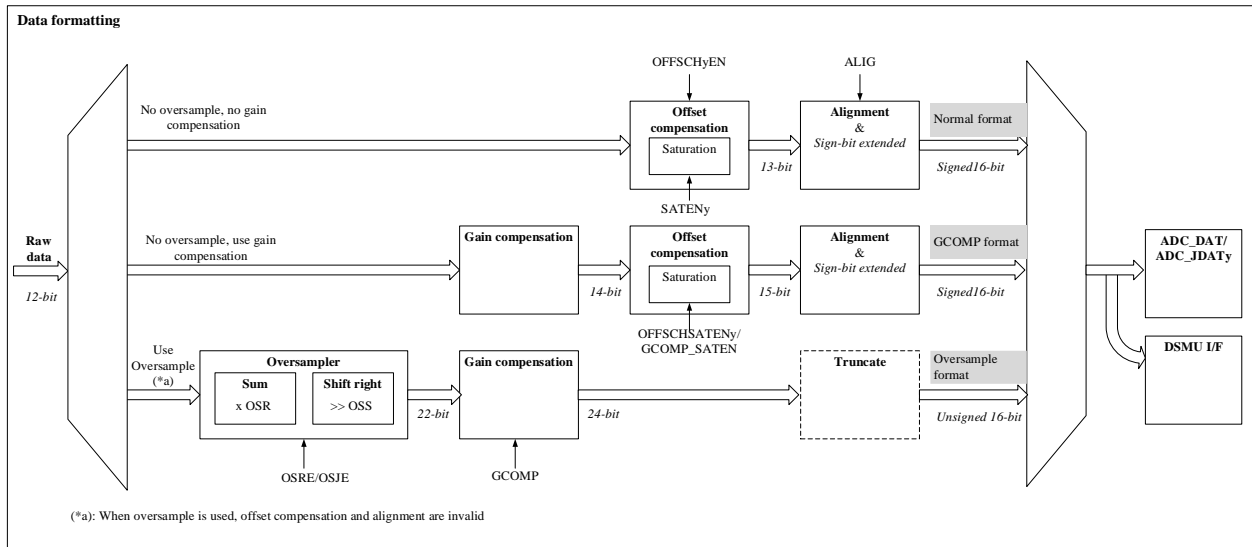 Data formatting
OFFSCHyEN
ALIG
No oversample, no gain
compensation
Offset
compensation
Saturation
13-bit
Alignment
&
Sign-bit extended
Normal format
Signed16-bit
SATENy
Raw
data
12-bit
No oversample, use gain
compensation
Gain compensation
14-bit
Offset
compensation
Saturation
15-bit
Alignment
&
Sign-bit extended
GCOMP format
Signed16-bit
OFFSCHSATENy/
GCOMP_SATEN
ADC_DAT/
ADC_JDATy
DSMU I/F
Use
Oversample
(*a)
Oversampler
Sum
x OSR
Shift right
>> OSS
22-bit
Gain compensation
24-bit
Truncate
Oversample
format
Unsigned 16-bit
OSRE/OSJE
GCOMP
(*a): When oversample is used, offset compensation and alignment are invalid